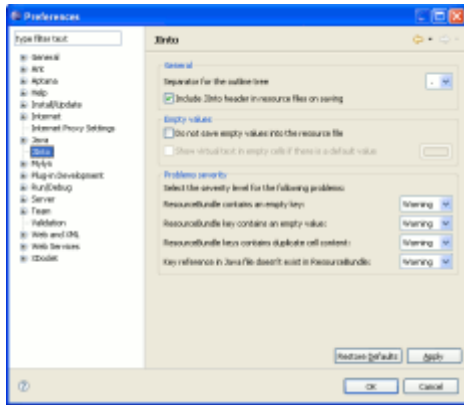 Preferences
type filter text
General
Ant
Aptana
Help
Install/Update
Internet
Internet Proxy Settings
Java
JInto
Mylyn
Plug-in Development
Run/Debug
Server
Team
Validation
Web and XML
Web Services
XDoclet
JInto
General
Separator for the outline tree
Include JInto header in resource files on saving
Empty values
Do not save empty values into the resource file
Show virtual text in empty cells if there is a default value
Problems severity
Select the severity level for the following problems:
ResourceBundle contains an empty key: Warning
ResourceBundle key contains an empty value: Warning
ResourceBundle keys contains duplicate cell content: Warning
Key reference in Java file doesn't exist in ResourceBundle: Warning
Restore Defaults Apply
OK Cancel